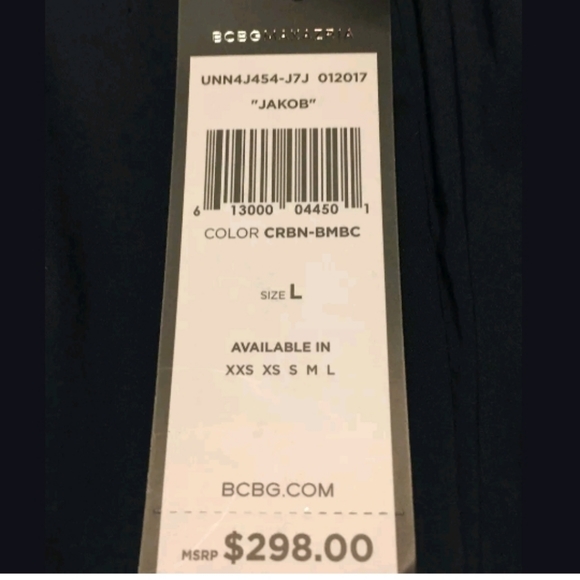 BCBGMAXAZRIA
UNN4J454-J7J 012017
"JAKOB"
6 13000 04450 1
COLOR CRBN-BMBC
SIZE L
AVAILABLE IN
XXS XS S M L
BCBG.COM
MSRP $298.00